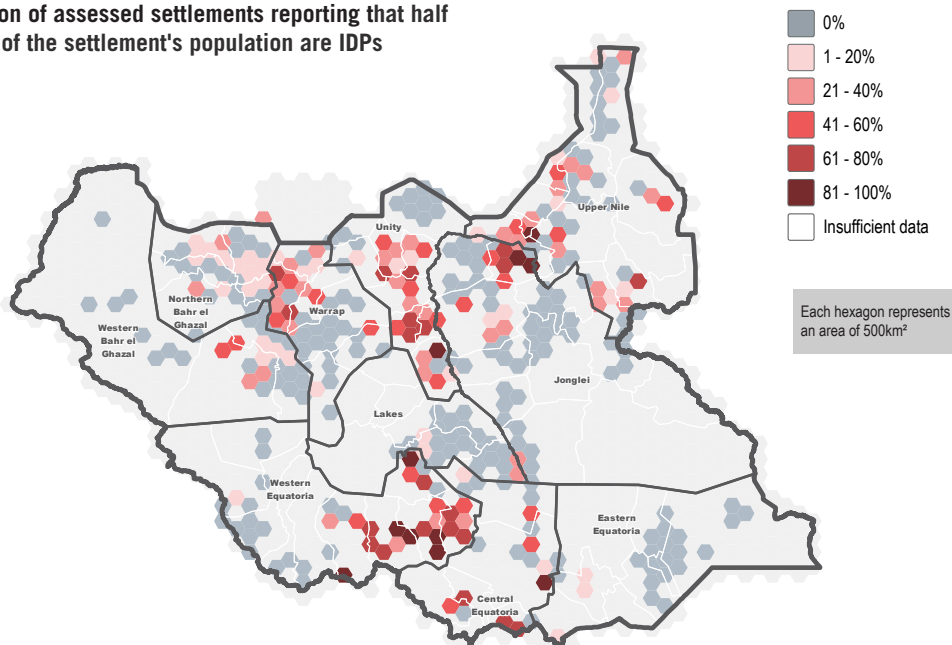 ion of assessed settlements reporting that half
of the settlement's population are IDPs
0%
1 - 20%
21 - 40%
41 - 60%
61 - 80%
81 - 100%
Insufficient data
Each hexagon represents
an area of 500km²
Upper Nile
Unity
Northern
Bahr el
Ghazal
Warrap
Western
Bahr el
Ghazal
Jonglei
Lakes
Western
Equatoria
Eastern
Equatoria
Central
Equatoria